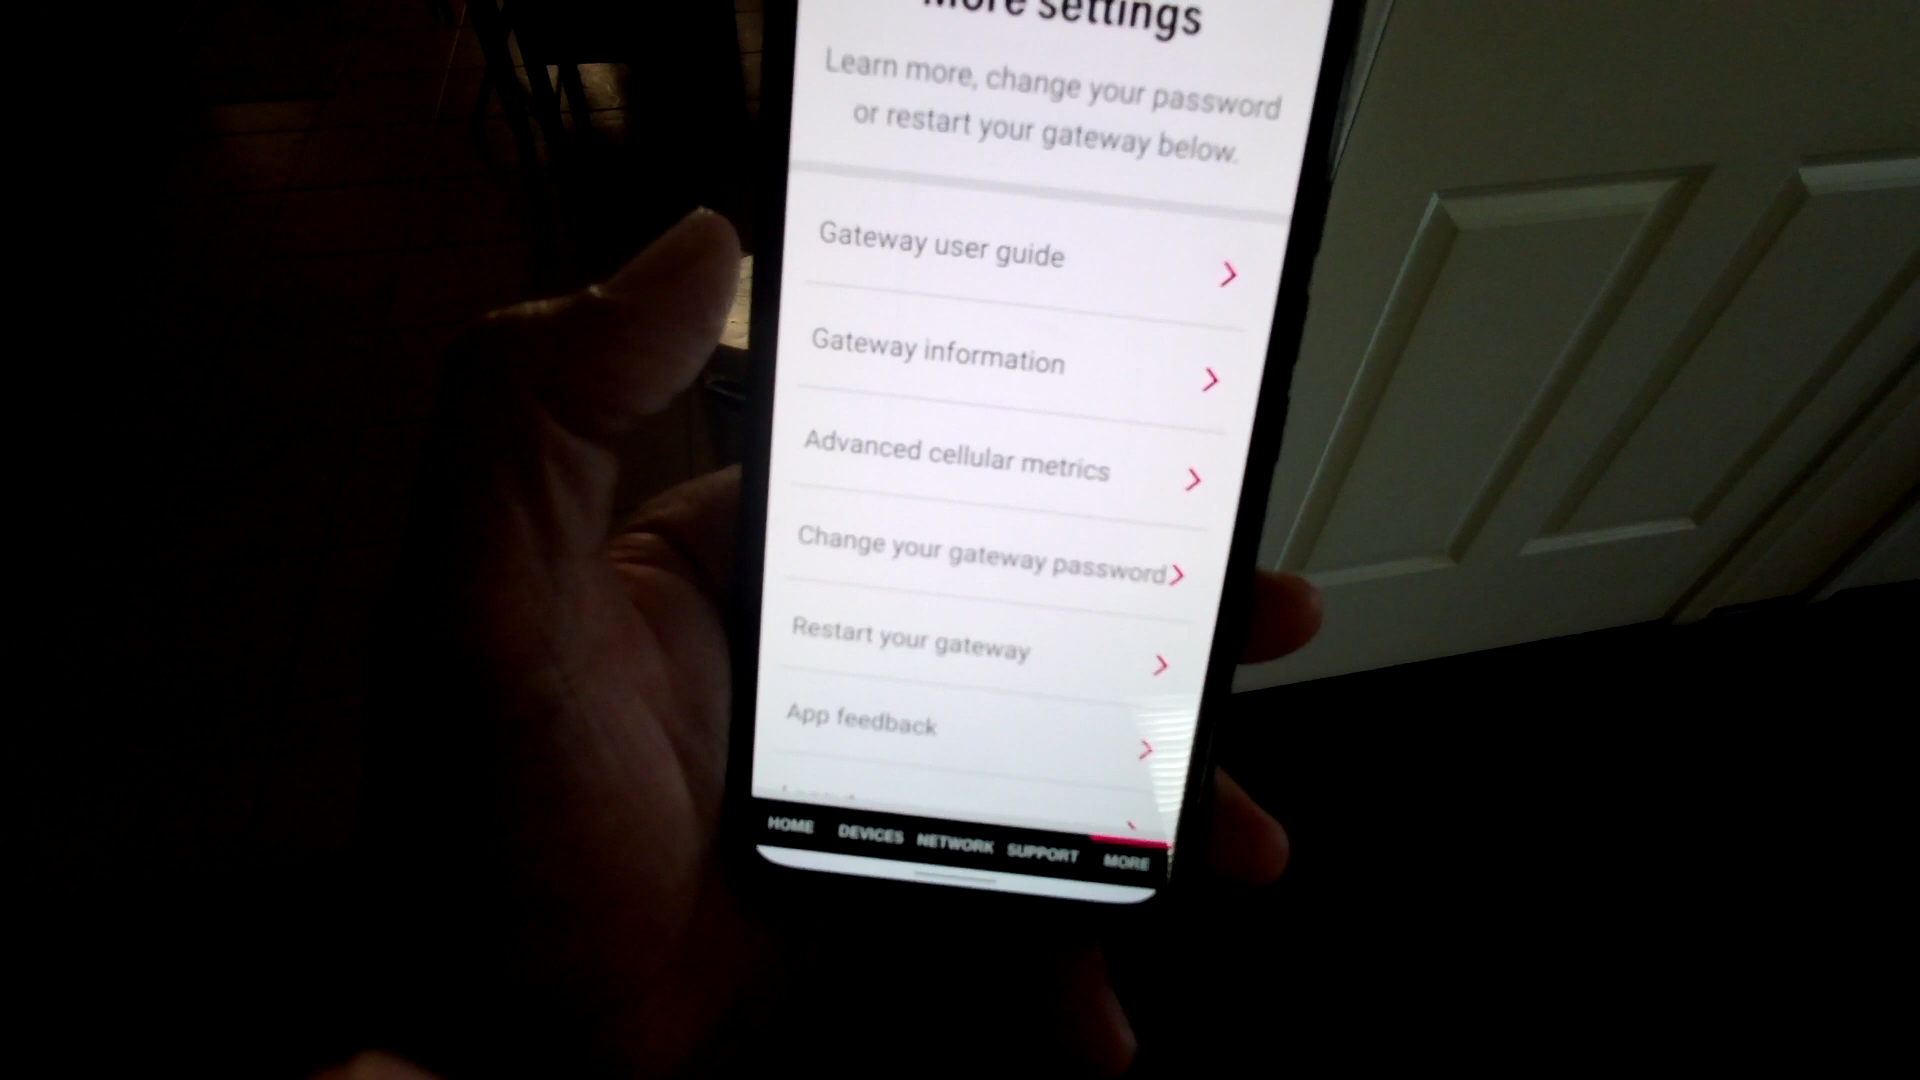 More settings
Learn more, change your password
or restart your gateway below.
Gateway user guide
Gateway information
Advanced cellular metrics
Change your gateway password
Restart your gateway
App feedback
HOME DEVICES NETWORK SUPPORT MORE